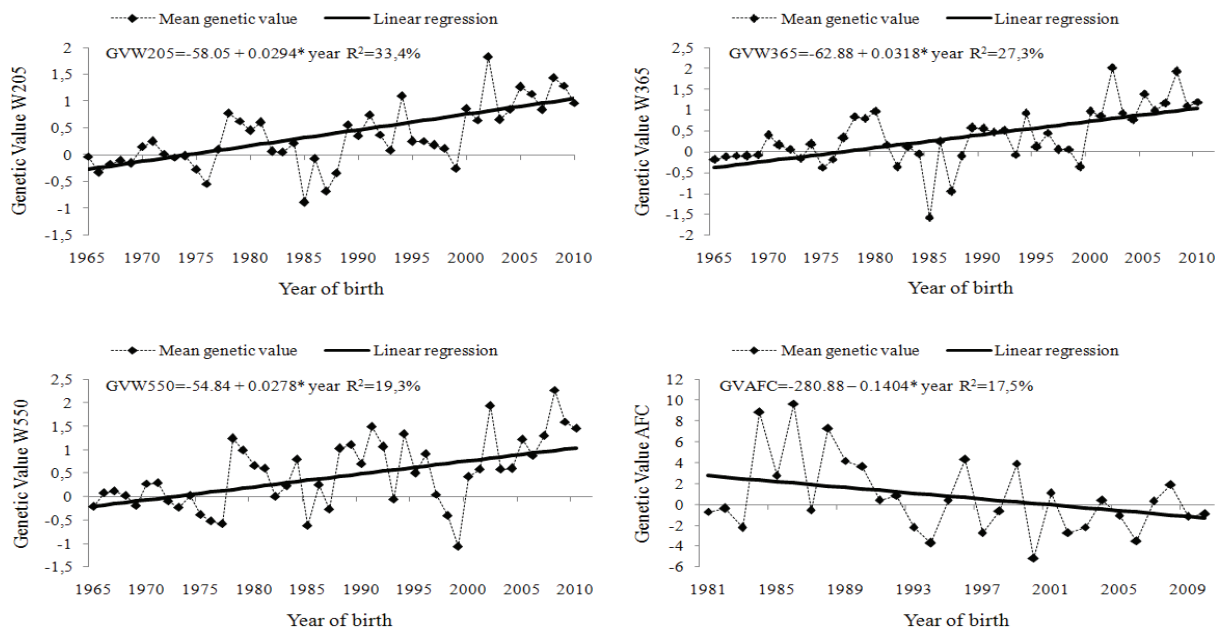 Mean genetic value Linear regression
GVW205=-58.05 + 0.0294* year R²=33,4%
Genetic Value W205
2
1,5
1
0,5
0
-0,5
-1
-1,5
1965 1970 1975 1980 1985 1990 1995 2000 2005 2010
Year of birth
Mean genetic value Linear regression
GVW365=-62.88 + 0.0318* year R²=27,3%
Genetic Value W365
2,5
2
1,5
1
0,5
0
-0,5
-1
-1,5
-2
1965 1970 1975 1980 1985 1990 1995 2000 2005 2010
Year of birth
Mean genetic value Linear regression
GVW550=-54.84 + 0.0278* year R²=19,3%
Genetic Value W550
2,5
2
1,5
1
0,5
0
-0,5
-1
-1,5
1965 1970 1975 1980 1985 1990 1995 2000 2005 2010
Year of birth
Mean genetic value Linear regression
GVAFC=-280.88 – 0.1404* year R²=17,5%
Genetic Value AFC
12
10
8
6
4
2
0
-2
-4
-6
1981 1985 1989 1993 1997 2001 2005 2009
Year of birth